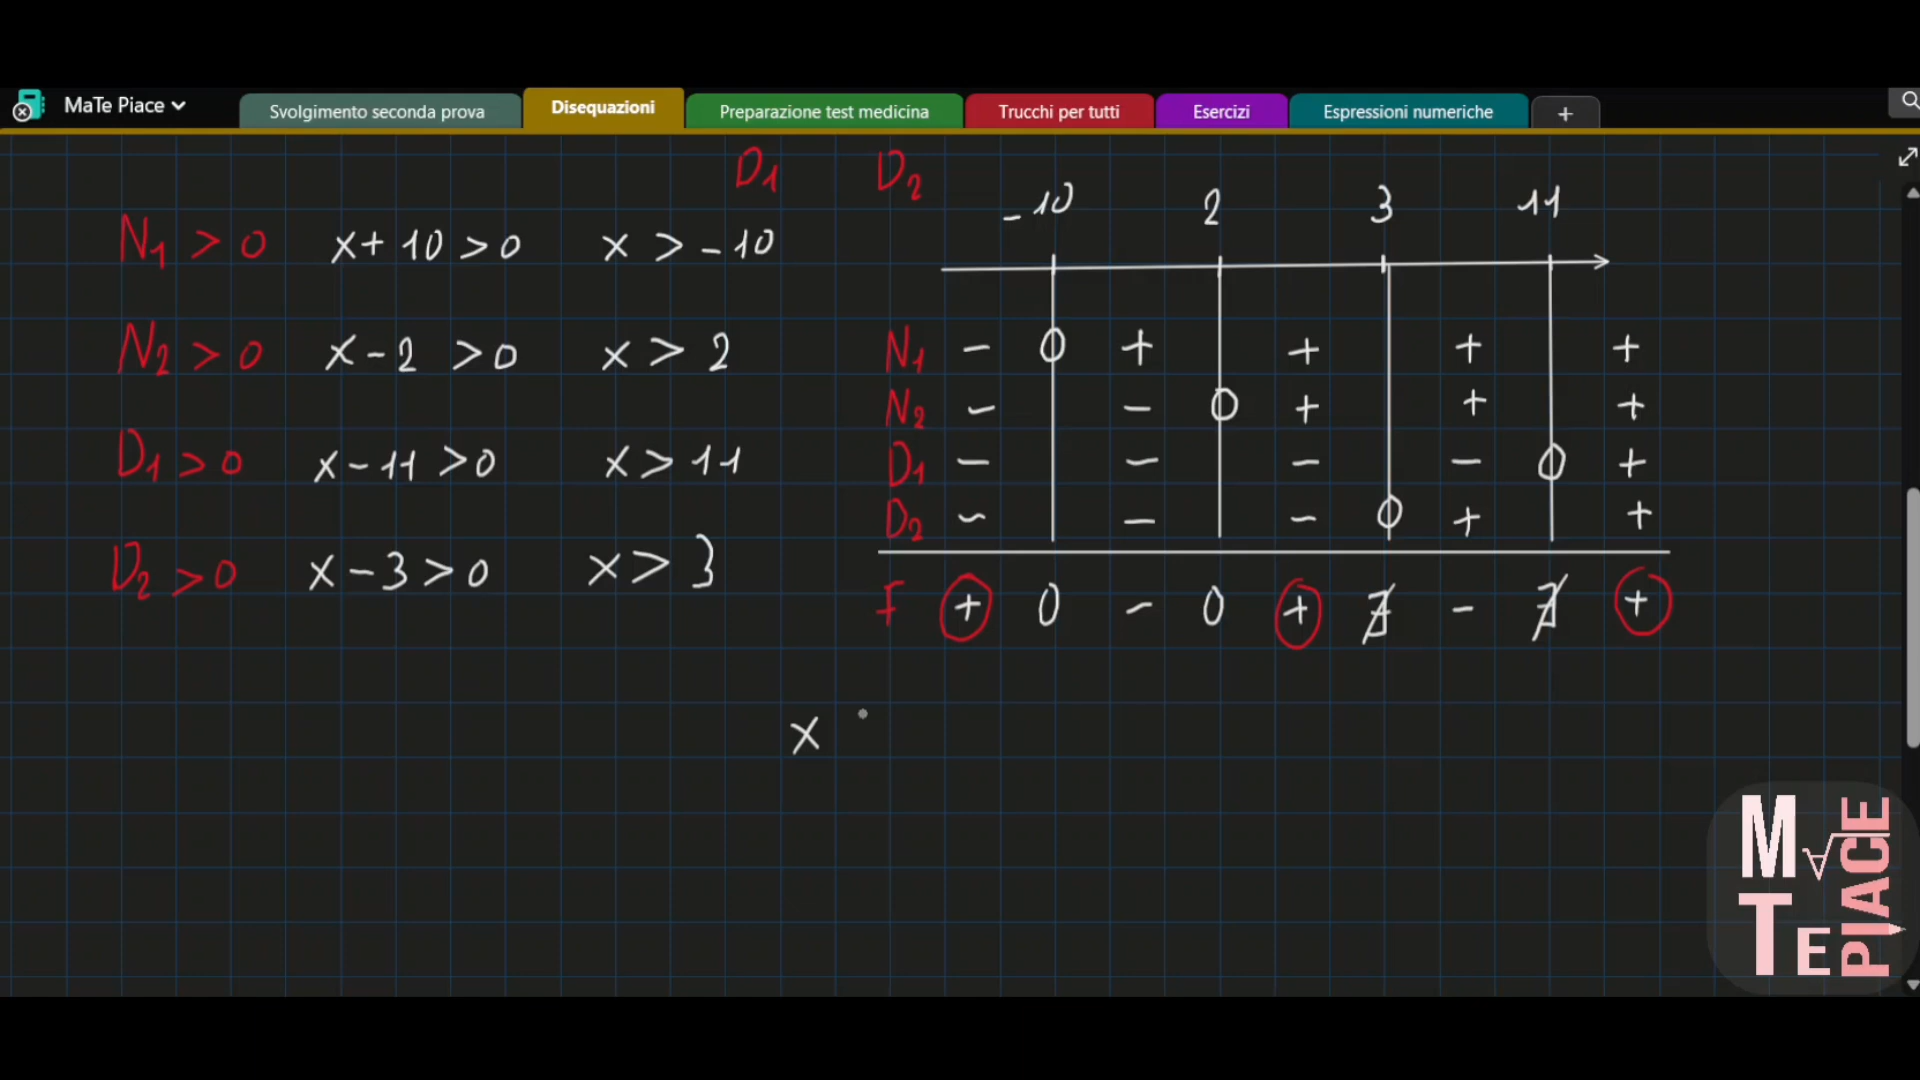 MaTe Piace
Svolgimento seconda prova
Disequazioni
Preparazione test medicina
Trucchi per tutti
Esercizi
Espressioni numeriche
+
D1 D2
-10 2 3 11
N1 > 0 x + 10 > 0 x > -10
N2 > 0 x - 2 > 0 x > 2
D1 > 0 x - 11 > 0 x > 11
D2 > 0 x - 3 > 0 x > 3
N1 - 0 + + + +
N2 - - 0 + + +
D1 - - - - 0 +
D2 - - - 0 + +
F + 0 - 0 + ∄ - ∄ +
x
M√
TE
PIACE